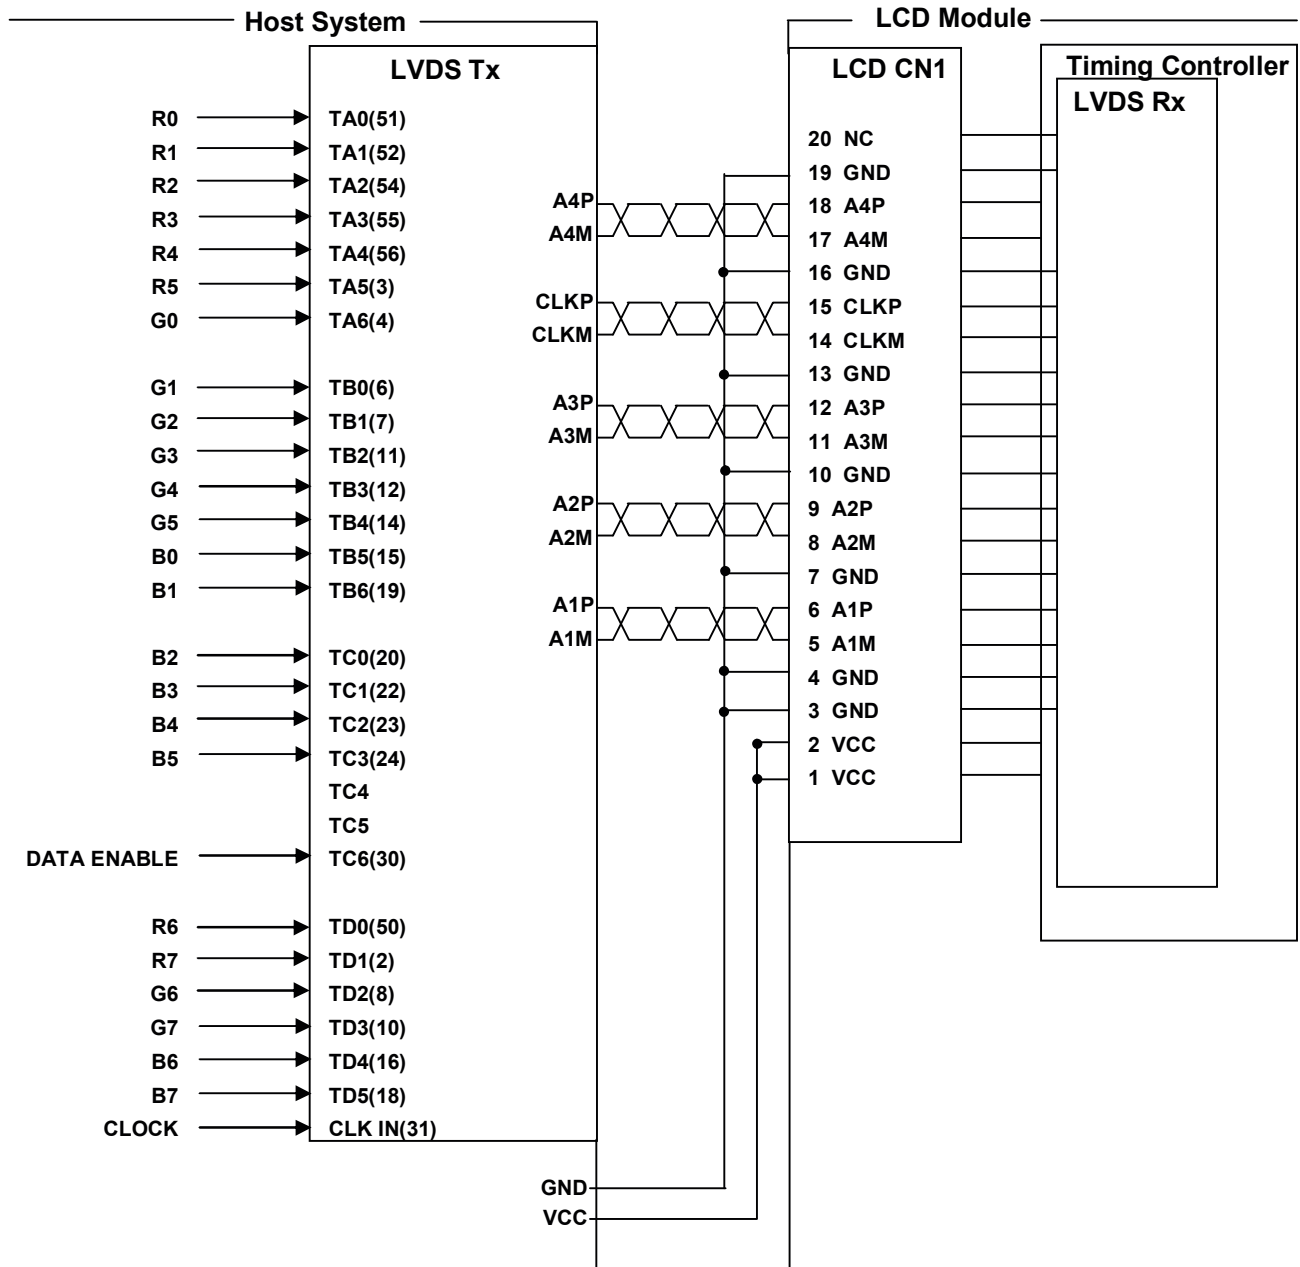 Host System
LCD Module
LVDS Tx
LCD CN1
Timing Controller
LVDS Rx
R0 TA0(51)
R1 TA1(52)
R2 TA2(54)
R3 TA3(55)
R4 TA4(56)
R5 TA5(3)
G0 TA6(4)
G1 TB0(6)
G2 TB1(7)
G3 TB2(11)
G4 TB3(12)
G5 TB4(14)
B0 TB5(15)
B1 TB6(19)
B2 TC0(20)
B3 TC1(22)
B4 TC2(23)
B5 TC3(24)
TC4
TC5
DATA ENABLE TC6(30)
R6 TD0(50)
R7 TD1(2)
G6 TD2(8)
G7 TD3(10)
B6 TD4(16)
B7 TD5(18)
CLOCK CLK IN(31)
A4P
A4M
CLKP
CLKM
A3P
A3M
A2P
A2M
A1P
A1M
GND
VCC
20 NC
19 GND
18 A4P
17 A4M
16 GND
15 CLKP
14 CLKM
13 GND
12 A3P
11 A3M
10 GND
9 A2P
8 A2M
7 GND
6 A1P
5 A1M
4 GND
3 GND
2 VCC
1 VCC